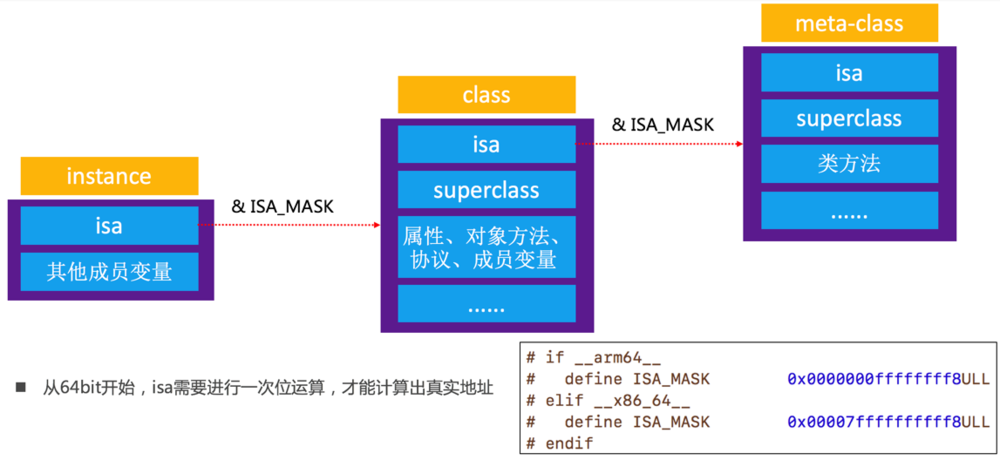 instance
isa
其他成员变量
& ISA_MASK
class
isa
superclass
属性、对象方法、
协议、成员变量
......
& ISA_MASK
meta-class
isa
superclass
类方法
......
■ 从64bit开始，isa需要进行一次位运算，才能计算出真实地址
# if __arm64__
#   define ISA_MASK        0x0000000ffffffff8ULL
# elif __x86_64__
#   define ISA_MASK        0x00007ffffffffff8ULL
# endif